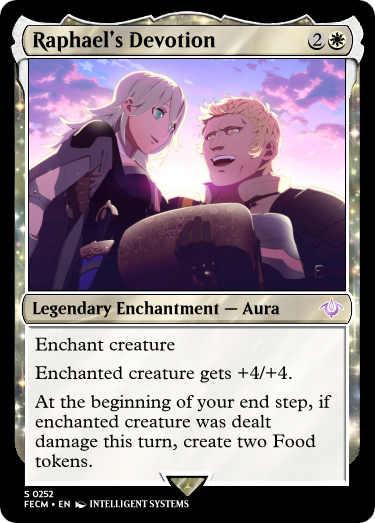 Raphael's Devotion 2
Legendary Enchantment — Aura
Enchant creature
Enchanted creature gets +4/+4.
At the beginning of your end step, if
enchanted creature was dealt
damage this turn, create two Food
tokens.
S 0252
FECM • EN INTELLIGENT SYSTEMS